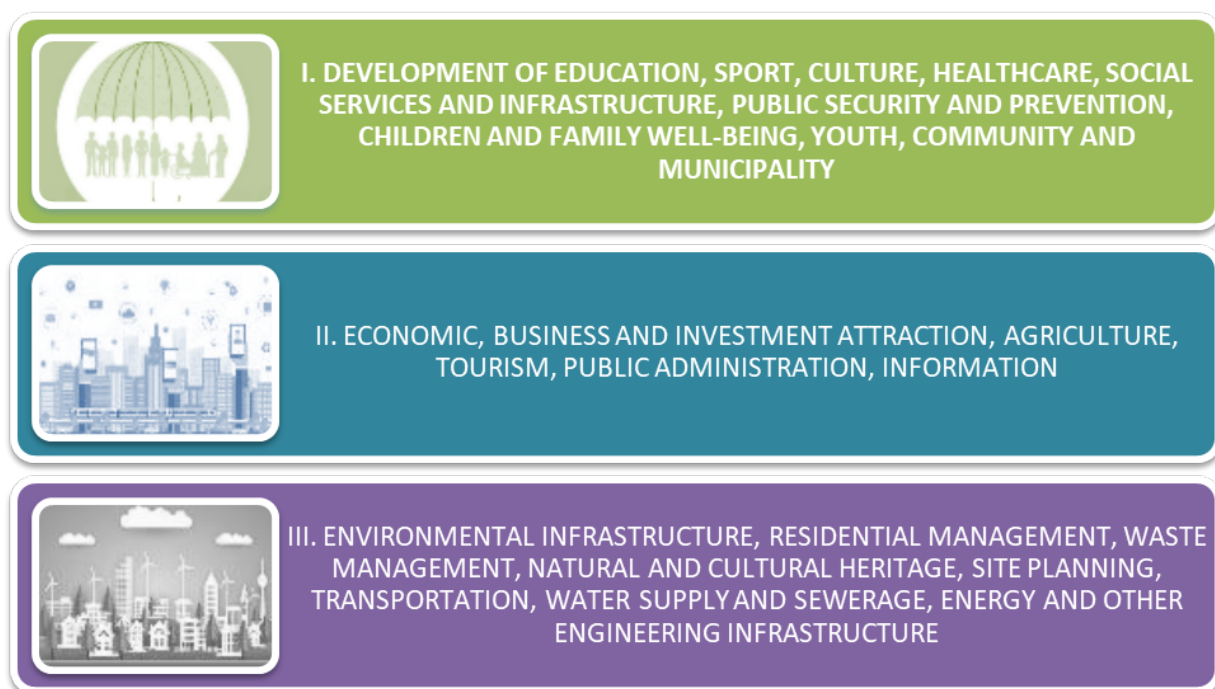 I. DEVELOPMENT OF EDUCATION, SPORT, CULTURE, HEALTHCARE, SOCIAL
SERVICES AND INFRASTRUCTURE, PUBLIC SECURITY AND PREVENTION,
CHILDREN AND FAMILY WELL-BEING, YOUTH, COMMUNITY AND
MUNICIPALITY
II. ECONOMIC, BUSINESS AND INVESTMENT ATTRACTION, AGRICULTURE,
TOURISM, PUBLIC ADMINISTRATION, INFORMATION
III. ENVIRONMENTAL INFRASTRUCTURE, RESIDENTIAL MANAGEMENT, WASTE
MANAGEMENT, NATURAL AND CULTURAL HERITAGE, SITE PLANNING,
TRANSPORTATION, WATER SUPPLY AND SEWERAGE, ENERGY AND OTHER
ENGINEERING INFRASTRUCTURE